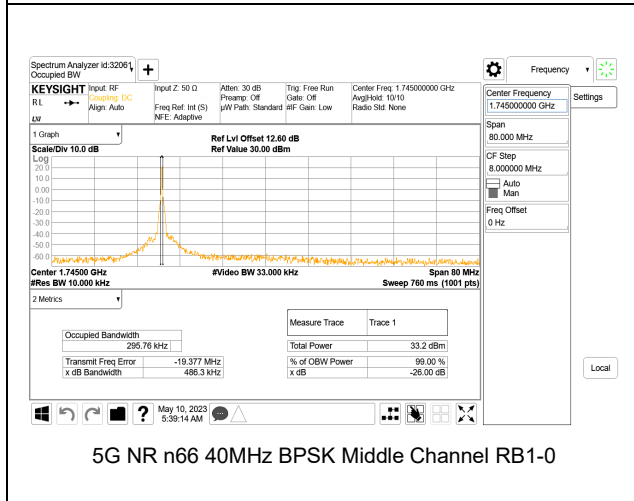 Spectrum Analyzer id:32061
Occupied BW
KEYSIGHT
RL
LXI
Input: RF
Coupling: DC
Align: Auto
Input Z: 50 Ω
Freq Ref: Int (S)
NFE: Adaptive
Atten: 30 dB
Preamp: Off
µW Path: Standard
Trig: Free Run
Gate: Off
#IF Gain: Low
Center Freq: 1.745000000 GHz
Avg|Hold: 10/10
Radio Std: None
1 Graph
Scale/Div 10.0 dB
Ref Lvl Offset 12.60 dB
Ref Value 30.00 dBm
Log
20.0
10.0
0.00
-10.0
-20.0
-30.0
-40.0
-50.0
-60.0
Center 1.74500 GHz
#Video BW 33.000 kHz
Span 80 MHz
#Res BW 10.000 kHz
Sweep 760 ms (1001 pts)
2 Metrics
Occupied Bandwidth
295.76 kHz
Transmit Freq Error -19.377 MHz
x dB Bandwidth 486.3 kHz
Measure Trace Trace 1
Total Power 33.2 dBm
% of OBW Power 99.00 %
x dB -26.00 dB
May 10, 2023
5:39:14 AM
Frequency
Settings
Center Frequency
1.745000000 GHz
Span
80.000 MHz
CF Step
8.000000 MHz
Auto
Man
Freq Offset
0 Hz
Local
5G NR n66 40MHz BPSK Middle Channel RB1-0